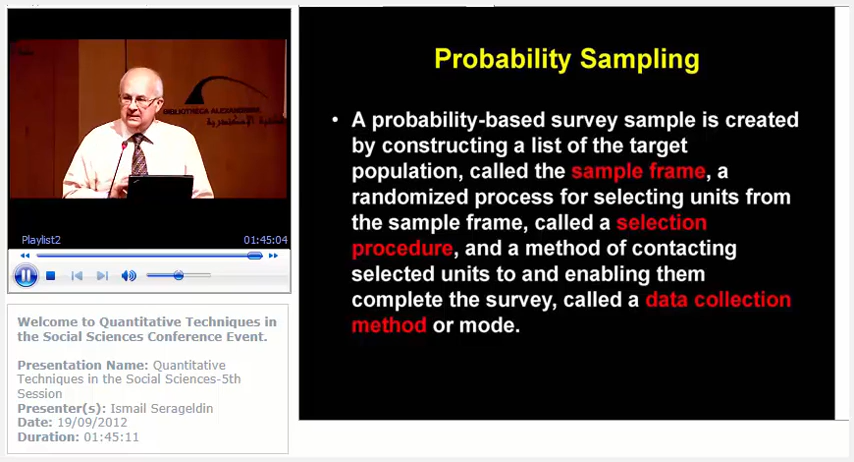 BIBLIOTHECA ALEXANDRINA
Playlist2
01:45:04
Welcome to Quantitative Techniques in
the Social Sciences Conference Event.
Presentation Name: Quantitative
Techniques in the Social Sciences-5th
Session
Presenter(s): Ismail Serageldin
Date: 19/09/2012
Duration: 01:45:11
Probability Sampling
• A probability-based survey sample is created
by constructing a list of the target
population, called the sample frame, a
randomized process for selecting units from
the sample frame, called a selection
procedure, and a method of contacting
selected units to and enabling them
complete the survey, called a data collection
method or mode.